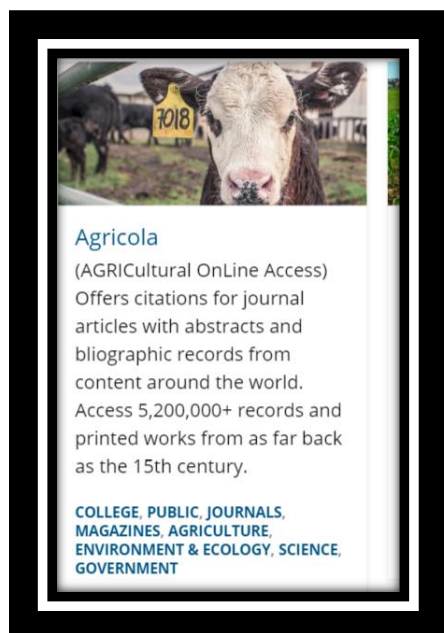 7018
Agricola
(AGRICultural OnLine Access)
Offers citations for journal
articles with abstracts and
bliographic records from
content around the world.
Access 5,200,000+ records and
printed works from as far back
as the 15th century.
COLLEGE, PUBLIC, JOURNALS,
MAGAZINES, AGRICULTURE,
ENVIRONMENT & ECOLOGY, SCIENCE,
GOVERNMENT